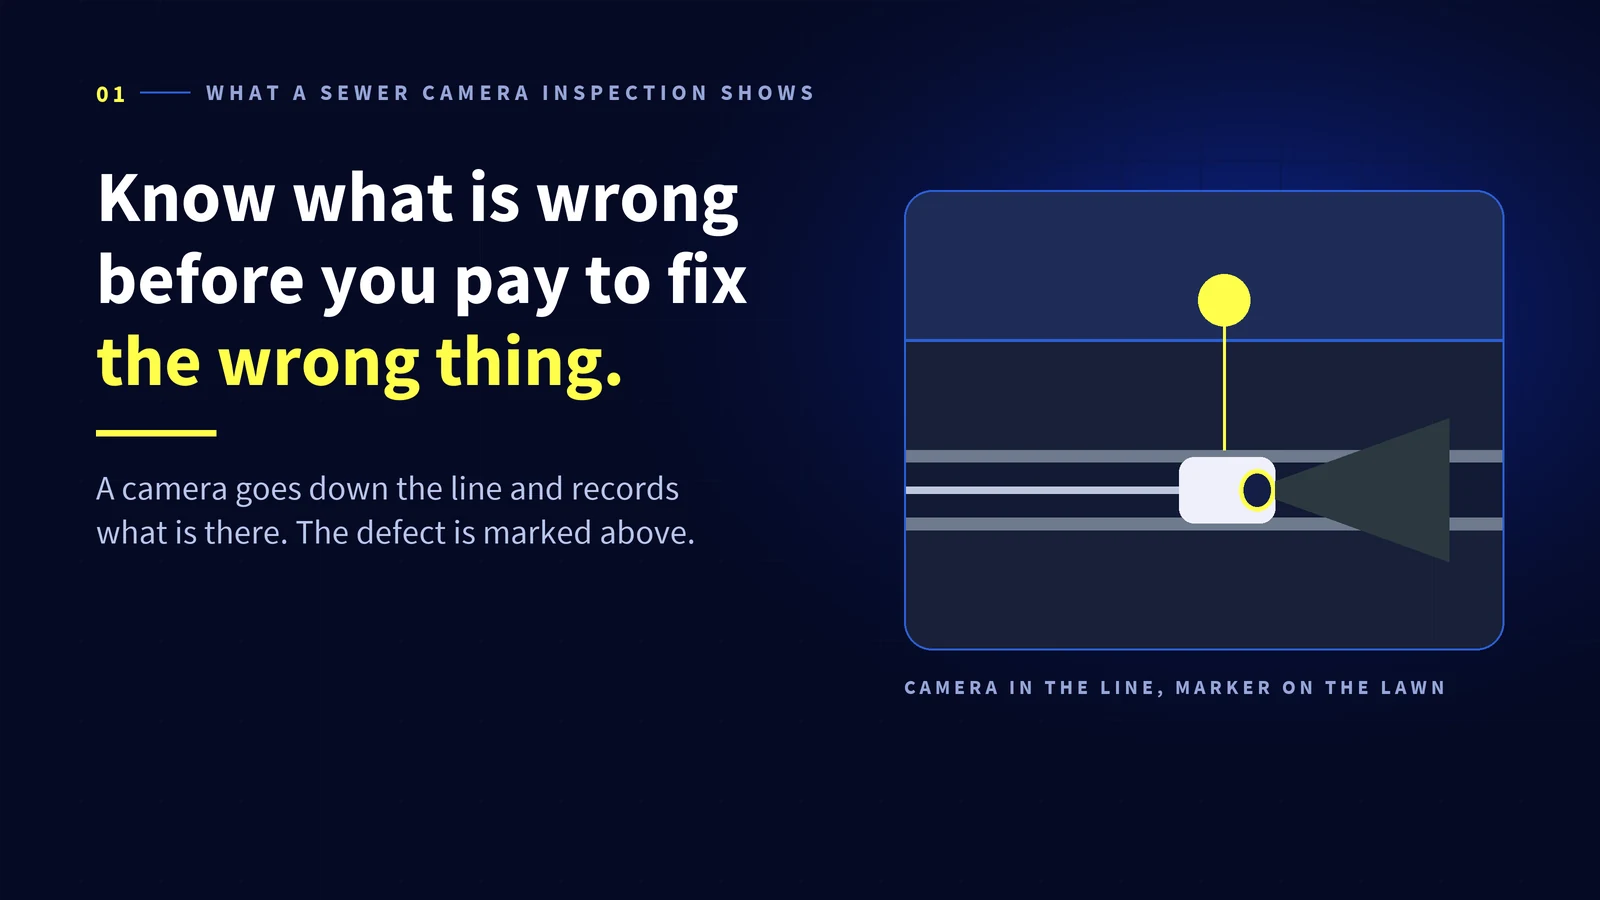 01 WHAT A SEWER CAMERA INSPECTION SHOWS
Know what is wrong
before you pay to fix
the wrong thing.
A camera goes down the line and records
what is there. The defect is marked above.
CAMERA IN THE LINE, MARKER ON THE LAWN